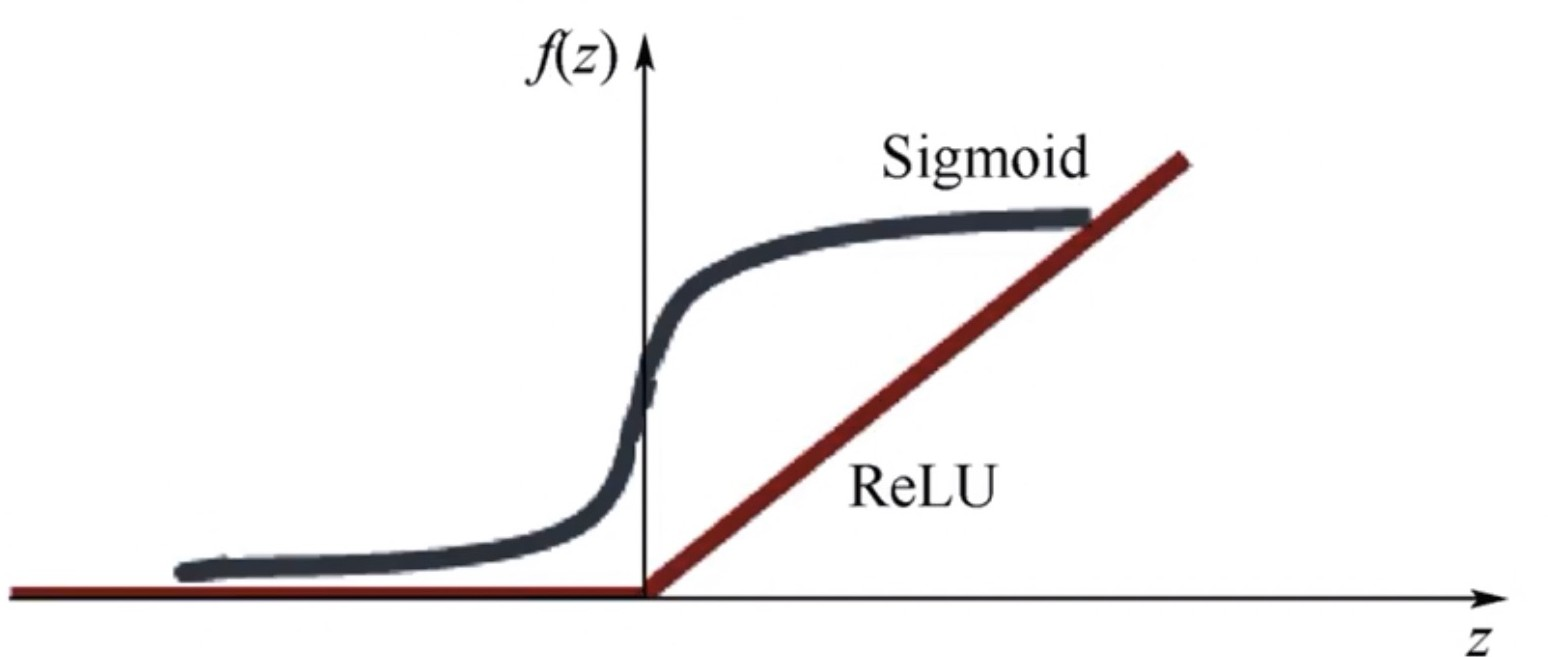 f(z)
Sigmoid
ReLU
z